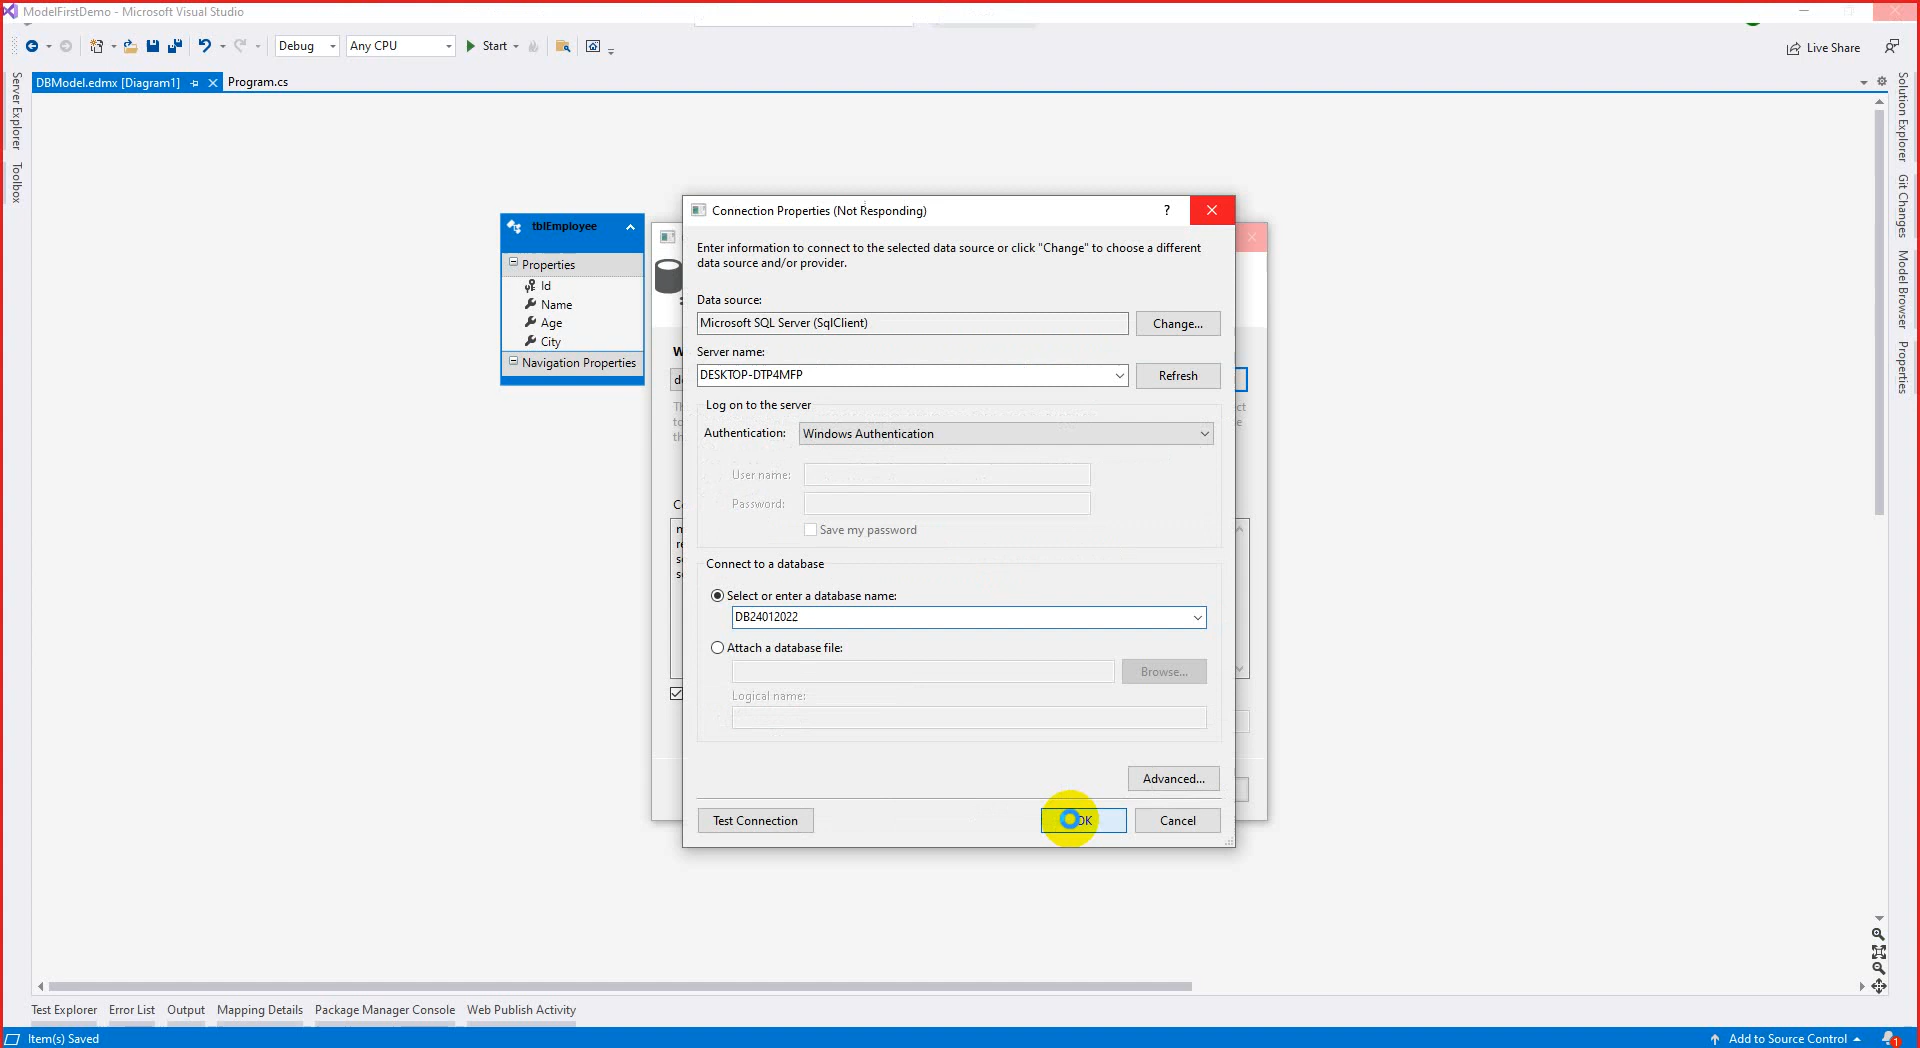 ModelFirstDemo - Microsoft Visual Studio
Debug
Any CPU
Start
Live Share
DBModel.edmx [Diagram1]
Program.cs
Server Explorer
Toolbox
Solution Explorer
Git Changes
Model Browser
Properties
tblEmployee
Properties
Id
Name
Age
City
Navigation Properties
Connection Properties (Not Responding)
?
Enter information to connect to the selected data source or click "Change" to choose a different
data source and/or provider.
Data source:
Microsoft SQL Server (SqlClient)
Change...
Server name:
DESKTOP-DTP4MFP
Refresh
Log on to the server
Authentication:
Windows Authentication
User name:
Password:
Save my password
Connect to a database
Select or enter a database name:
DB24012022
Attach a database file:
Browse...
Logical name:
Advanced...
Test Connection
OK
Cancel
Test Explorer
Error List
Output
Mapping Details
Package Manager Console
Web Publish Activity
Item(s) Saved
Add to Source Control
1